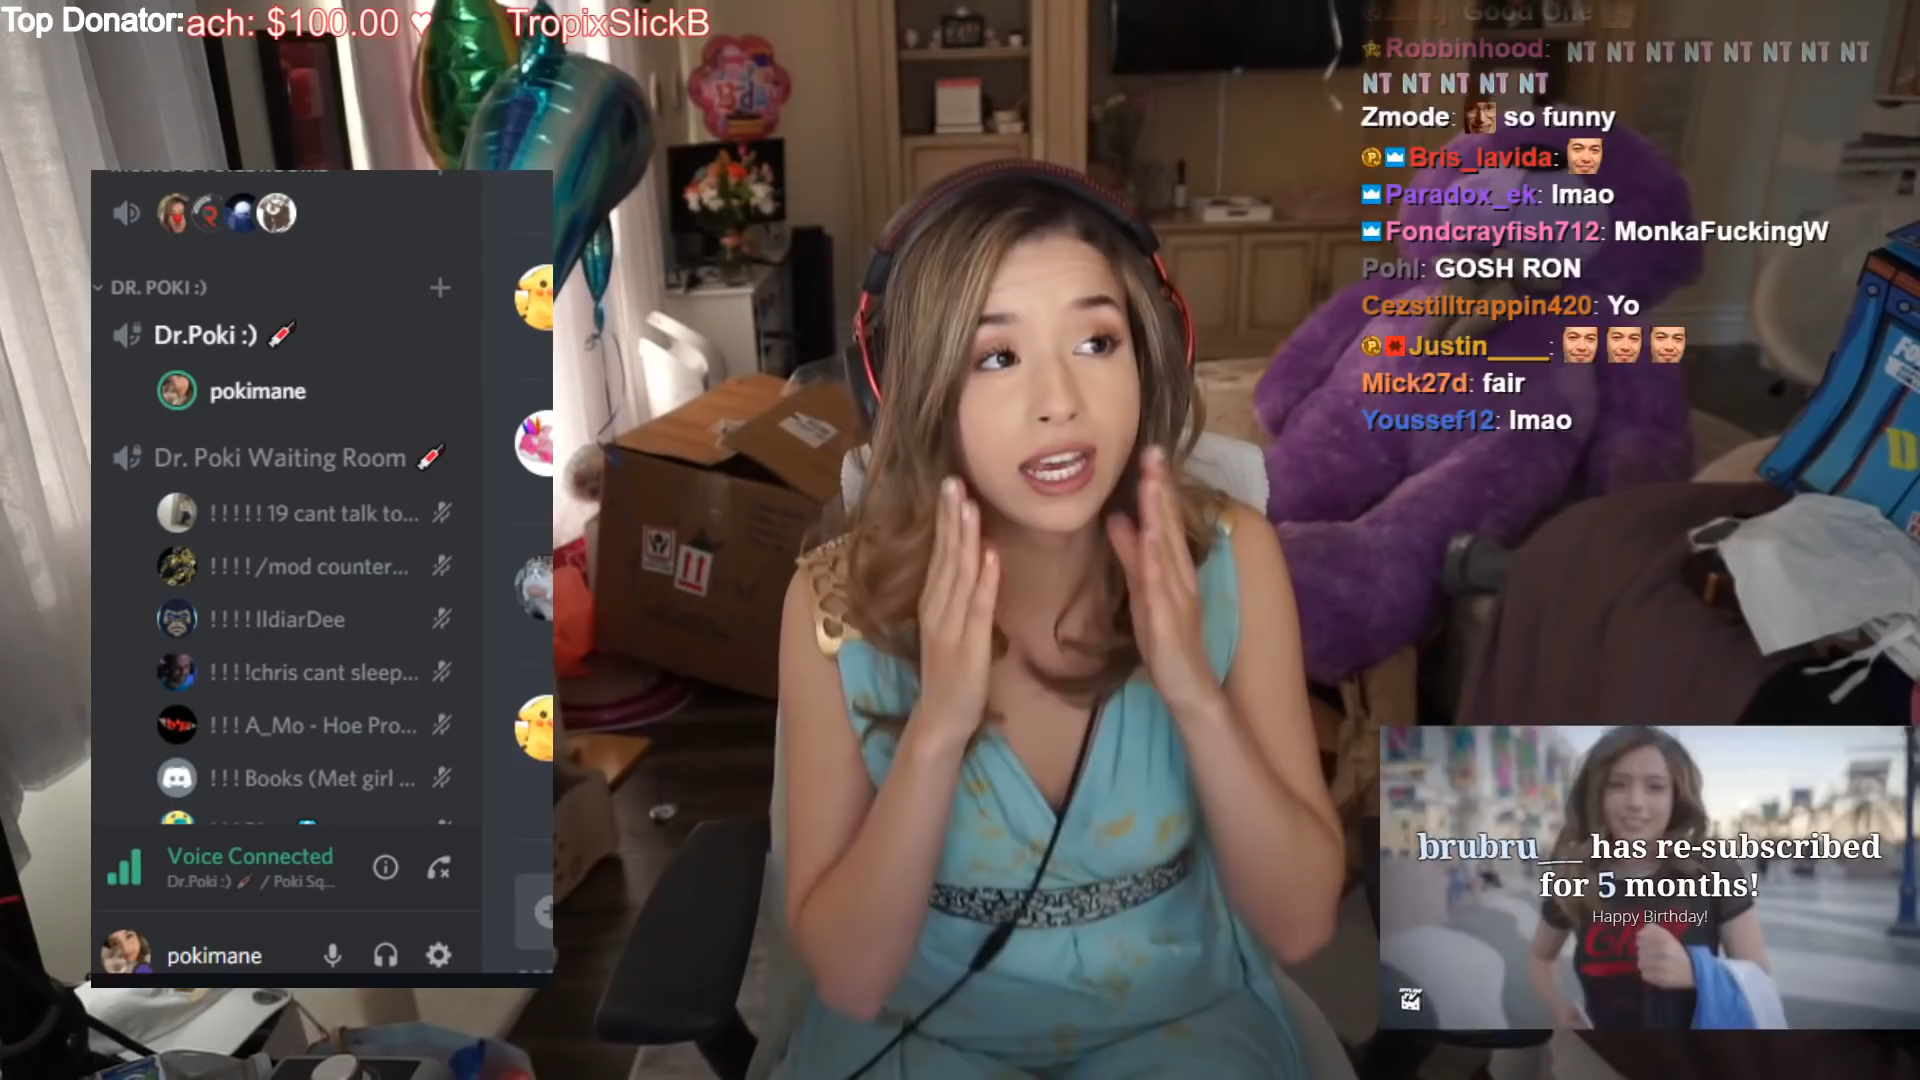 Top Donator: ach: $100.00 ♥ TropixSlickB
Good One
Robbinhood: NT NT NT NT NT NT NT NT
NT NT NT NT NT
Zmode: so funny
Bris_lavida:
Paradox_ek: lmao
Fondcrayfish712: MonkaFuckingW
Pohl: GOSH RON
Cezstilltrappin420: Yo
Justin____:
Mick27d: fair
Youssef12: lmao
DR. POKI :)
Dr.Poki :)
pokimane
Dr. Poki Waiting Room
!!!!! 19 cant talk to...
!!!! /mod counter...
!!!! IldiarDee
!!!!chris cant sleep...
!!! A_Mo - Hoe Pro...
!!! Books (Met girl ...
Voice Connected
Dr.Poki :) / Poki Sq...
pokimane
brubru___ has re-subscribed
for 5 months!
Happy Birthday!